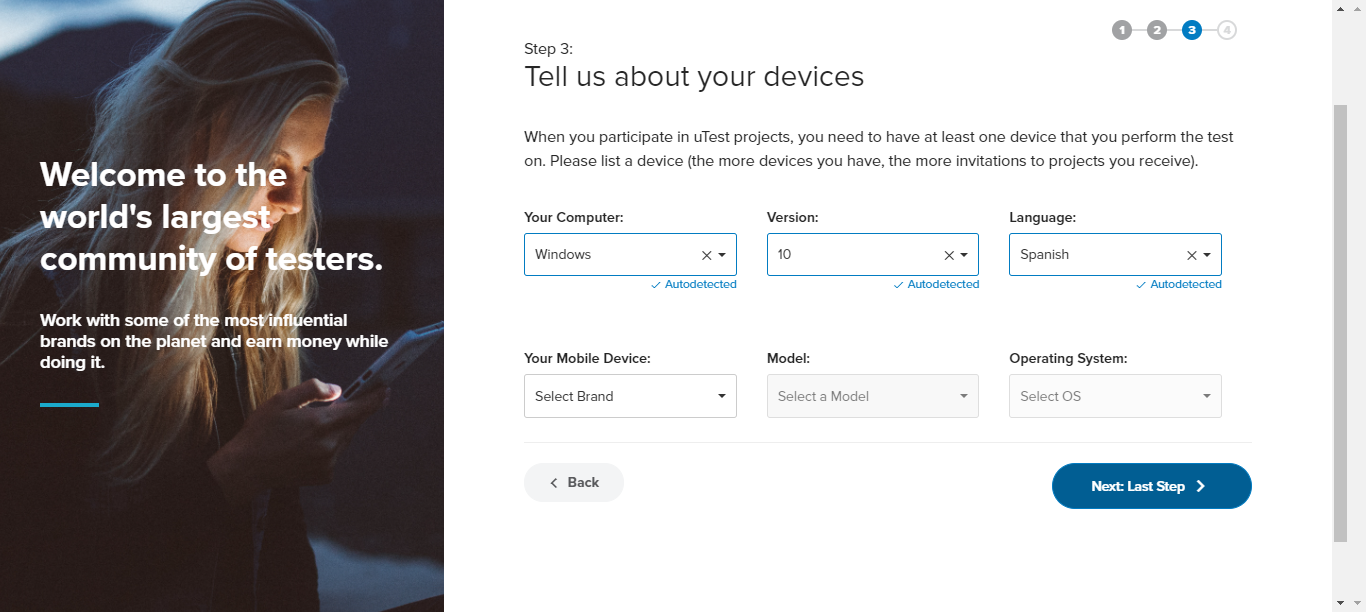 Welcome to the
world's largest
community of testers.
Work with some of the most influential
brands on the planet and earn money while
doing it.
1 2 3 4
Step 3:
Tell us about your devices
When you participate in uTest projects, you need to have at least one device that you perform the test
on. Please list a device (the more devices you have, the more invitations to projects you receive).
Your Computer: Version: Language:
Windows 10 Spanish
Autodetected Autodetected Autodetected
Your Mobile Device: Model: Operating System:
Select Brand Select a Model Select OS
Back Next: Last Step